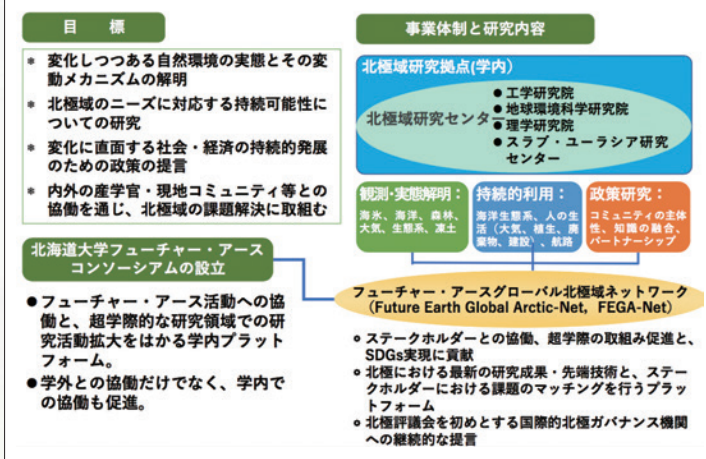 目　標
＊ 変化しつつある自然環境の実態とその変
動メカニズムの解明
＊ 北極域のニーズに対応する持続可能性に
ついての研究
＊ 変化に直面する社会・経済の持続的発展
のための政策の提言
＊ 内外の産学官・現地コミュニティ等との
協働を通じ、北極域の課題解決に取組む
北海道大学フューチャー・アース
コンソーシアムの設立
●フューチャー・アース活動への協
働と、超学際的な研究領域での研
究活動拡大をはかる学内プラット
フォーム。
●学外との協働だけでなく、学内で
の協働も促進。
事業体制と研究内容
北極域研究拠点(学内)
北極域研究センター
● 工学研究院
● 地球環境科学研究院
● 理学研究院
● スラブ・ユーラシア研究
センター
観測・実態解明：
海氷、海洋、森林、
大気、生態系、凍土
持続的利用：
海洋生態系、人の生
活（大気、植生、廃
棄物、建設）、航路
政策研究：
コミュニティの主体
性、知識の融合、
パートナーシップ
フューチャー・アースグローバル北極域ネットワーク
（Future Earth Global Arctic-Net, FEGA-Net）
○ ステークホルダーとの協働、超学際の取組み促進と、
SDGs実現に貢献
○ 北極における最新の研究成果・先端技術と、ステー
クホルダーにおける課題のマッチングを行うプラッ
トフォーム
○ 北極評議会を初めとする国際的北極ガバナンス機関
への継続的な提言